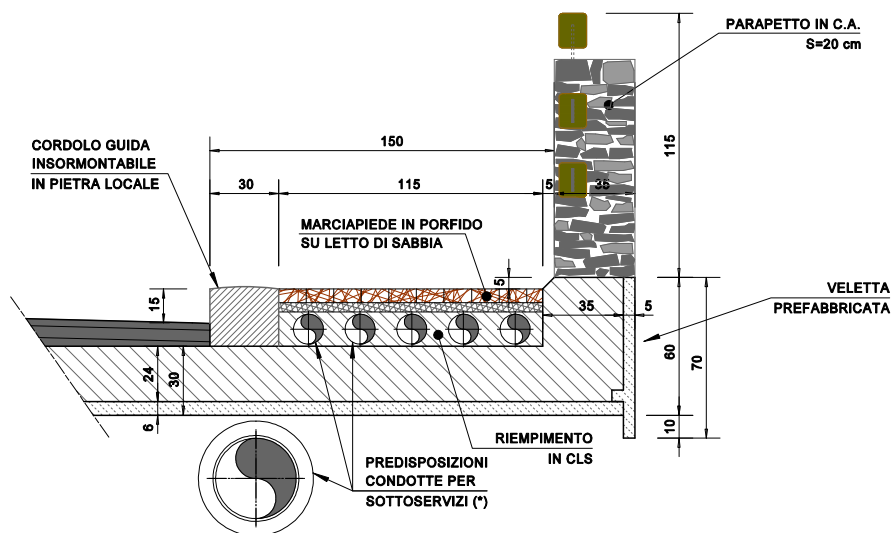 115
PARAPETTO IN C.A.
S=20 cm
CORDOLO GUIDA
INSORMONTABILE
IN PIETRA LOCALE
150
30
115
5
35
MARCIAPIEDE IN PORFIDO
SU LETTO DI SABBIA
5
15
VELETTA
PREFABBRICATA
35
5
60
70
24
30
6
10
RIEMPIMENTO
IN CLS
PREDISPOSIZIONI
CONDOTTE PER
SOTTOSERVIZI (*)